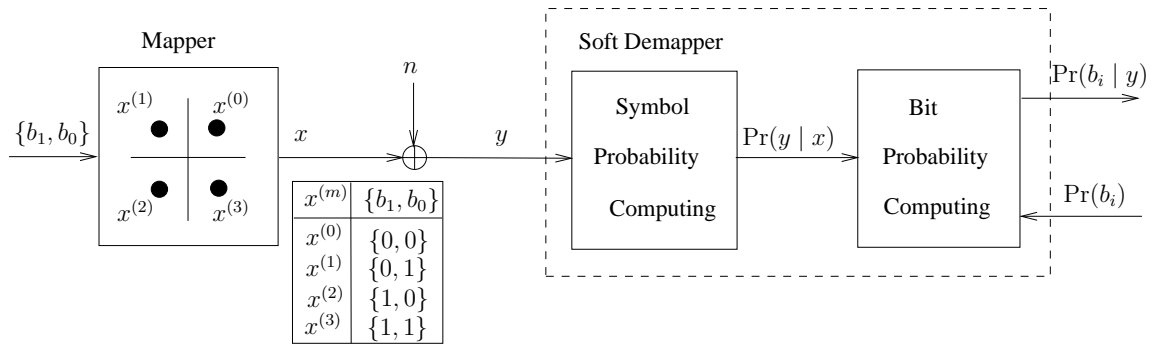 Mapper
x^{(1)} x^{(0)}
x^{(2)} x^{(3)}
{b_1, b_0}
x
n
y
x^{(m)} {b_1, b_0}
x^{(0)} {0, 0}
x^{(1)} {0, 1}
x^{(2)} {1, 0}
x^{(3)} {1, 1}
Soft Demapper
Symbol
Probability
Computing
Pr(y | x)
Bit
Probability
Computing
Pr(b_i | y)
Pr(b_i)